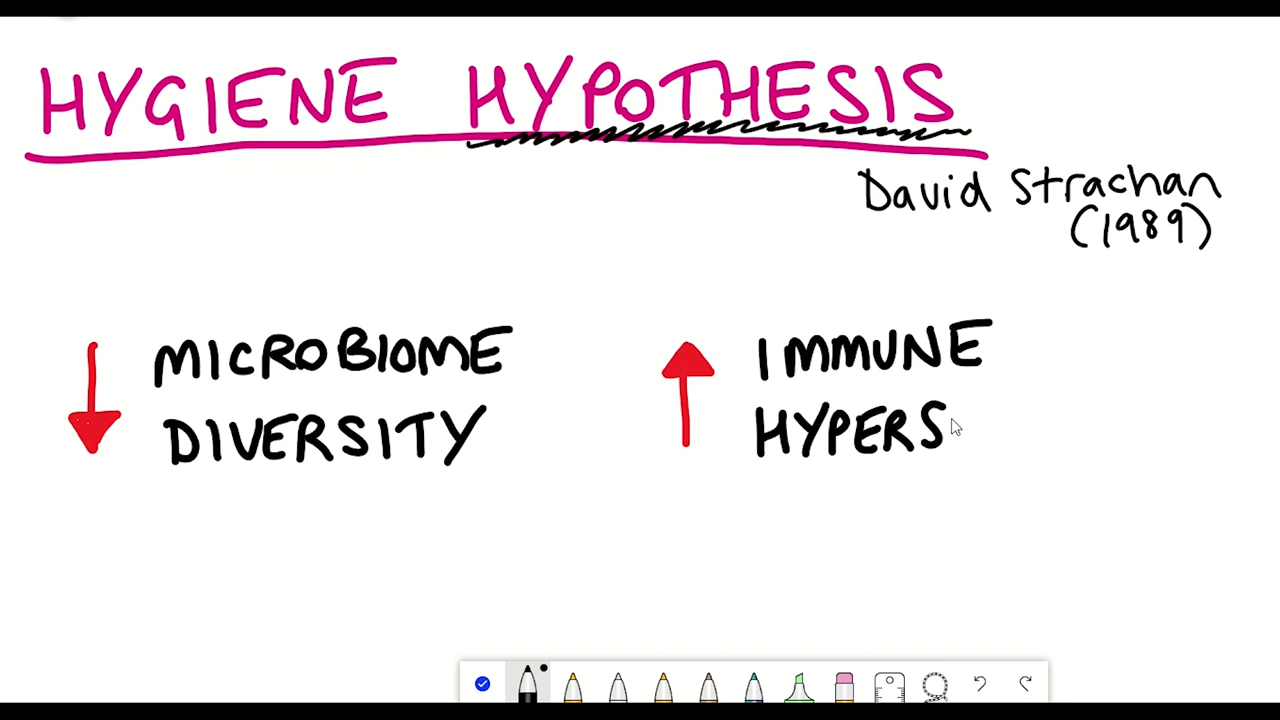 HYGIENE HYPOTHESIS
David Strachan
(1989)
MICROBIOME
DIVERSITY
IMMUNE
HYPERS